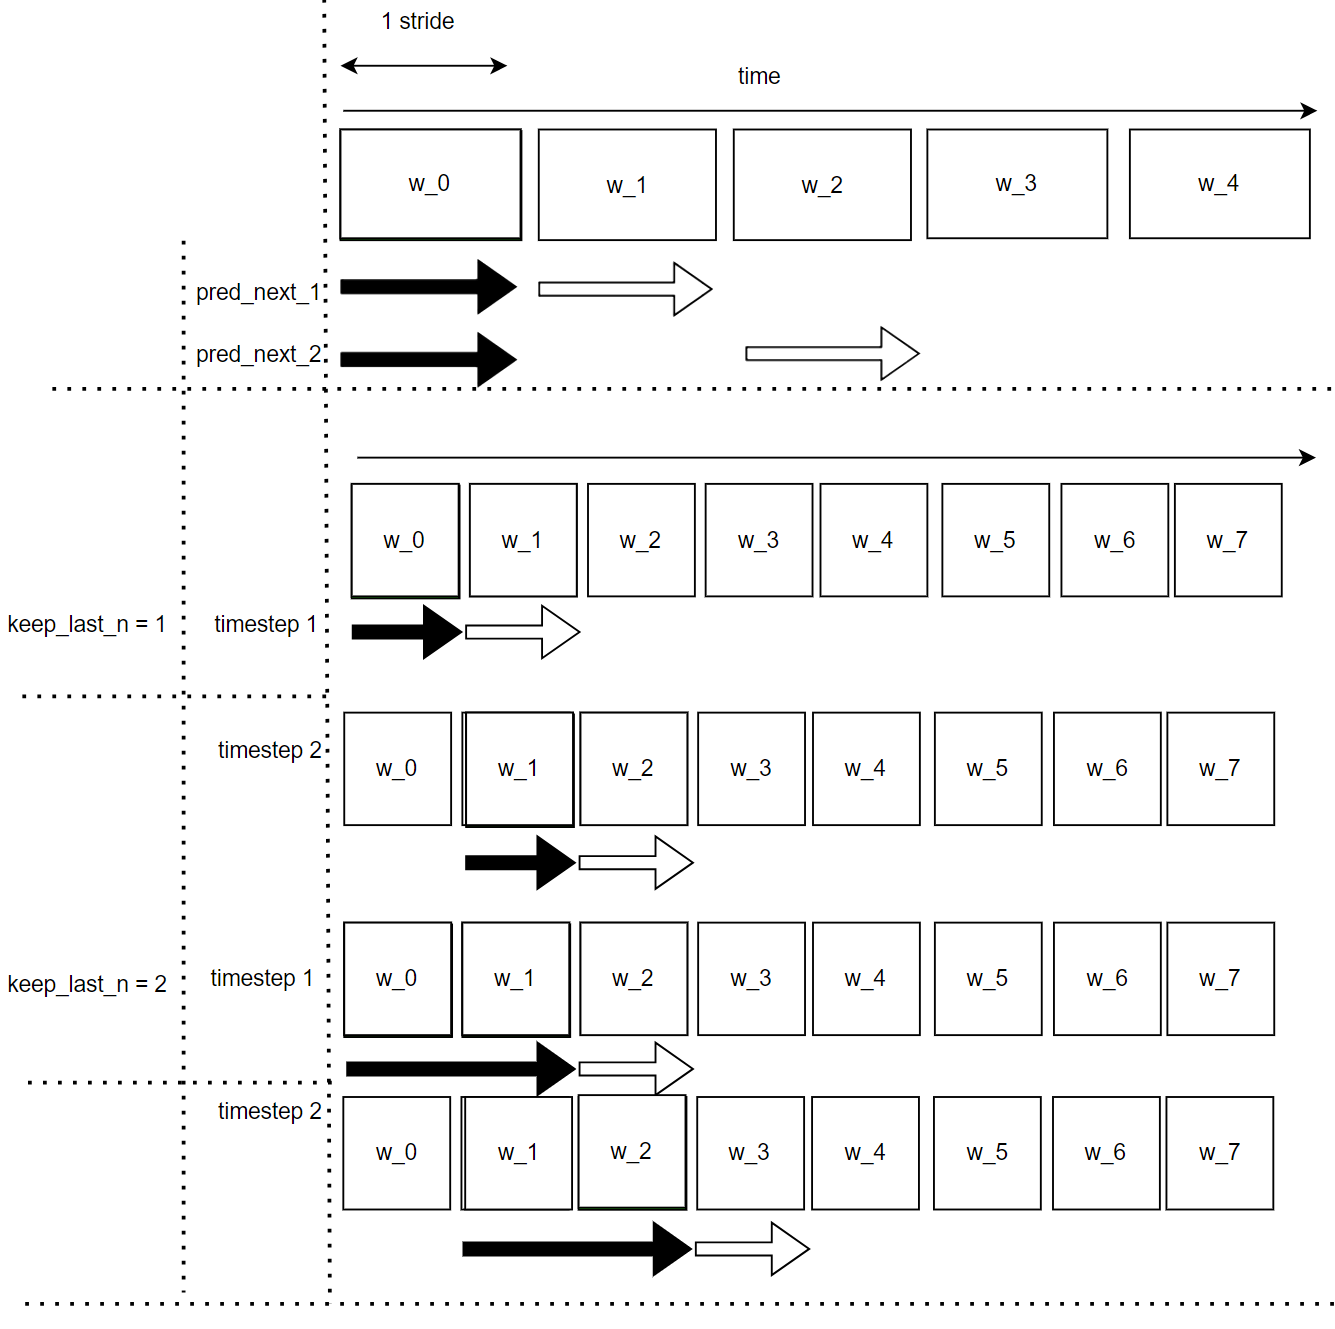 1 stride
time
w_0 w_1 w_2 w_3 w_4
pred_next_1
pred_next_2
w_0 w_1 w_2 w_3 w_4 w_5 w_6 w_7
keep_last_n = 1 timestep 1
timestep 2
w_0 w_1 w_2 w_3 w_4 w_5 w_6 w_7
keep_last_n = 2 timestep 1 w_0 w_1 w_2 w_3 w_4 w_5 w_6 w_7
timestep 2
w_0 w_1 w_2 w_3 w_4 w_5 w_6 w_7